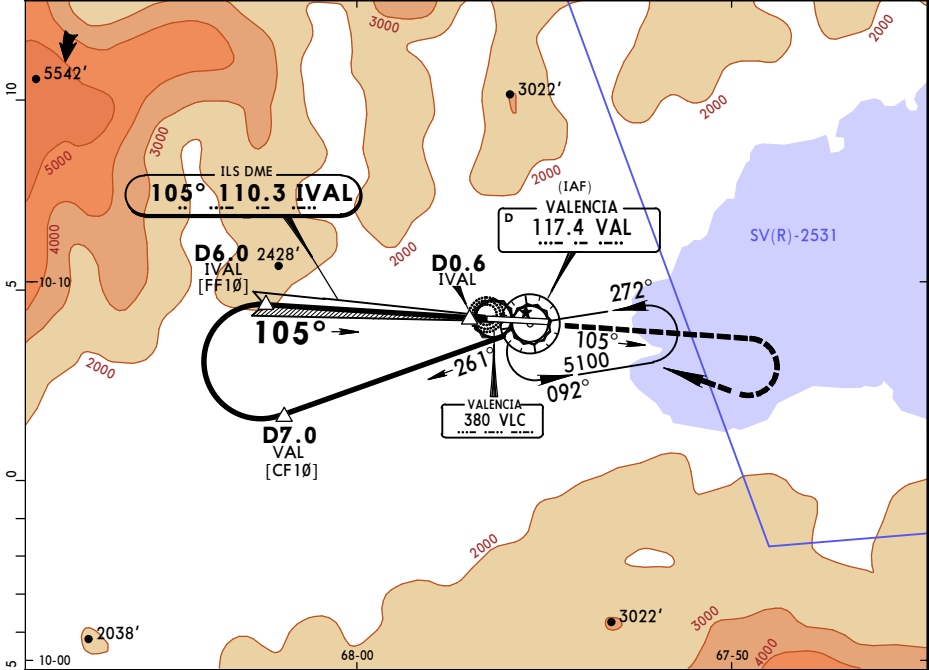 3000
2000
2000
5542'
10
3022'
3000
2000
5000
ILS DME
105° 110.3 IVAL
2000
(IAF)
D
VALENCIA
117.4 VAL
4000
2000
SV(R)-2531
D6.0
IVAL
[FF1Ø]
2428'
D0.6
IVAL
5
10-10
272°
105°
105°
5100
261°
092°
2000
VALENCIA
380 VLC
D7.0
VAL
[CF1Ø]
0
2000
2038'
3022'
3000
4000
5
10-00
68-00
67-50